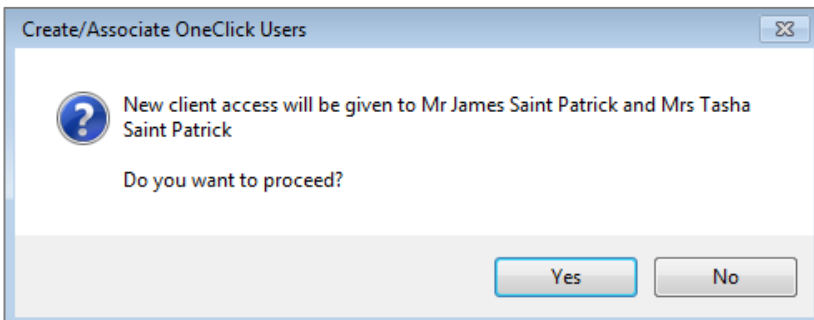 Create/Associate OneClick Users
New client access will be given to Mr James Saint Patrick and Mrs Tasha
Saint Patrick
Do you want to proceed?
Yes
No